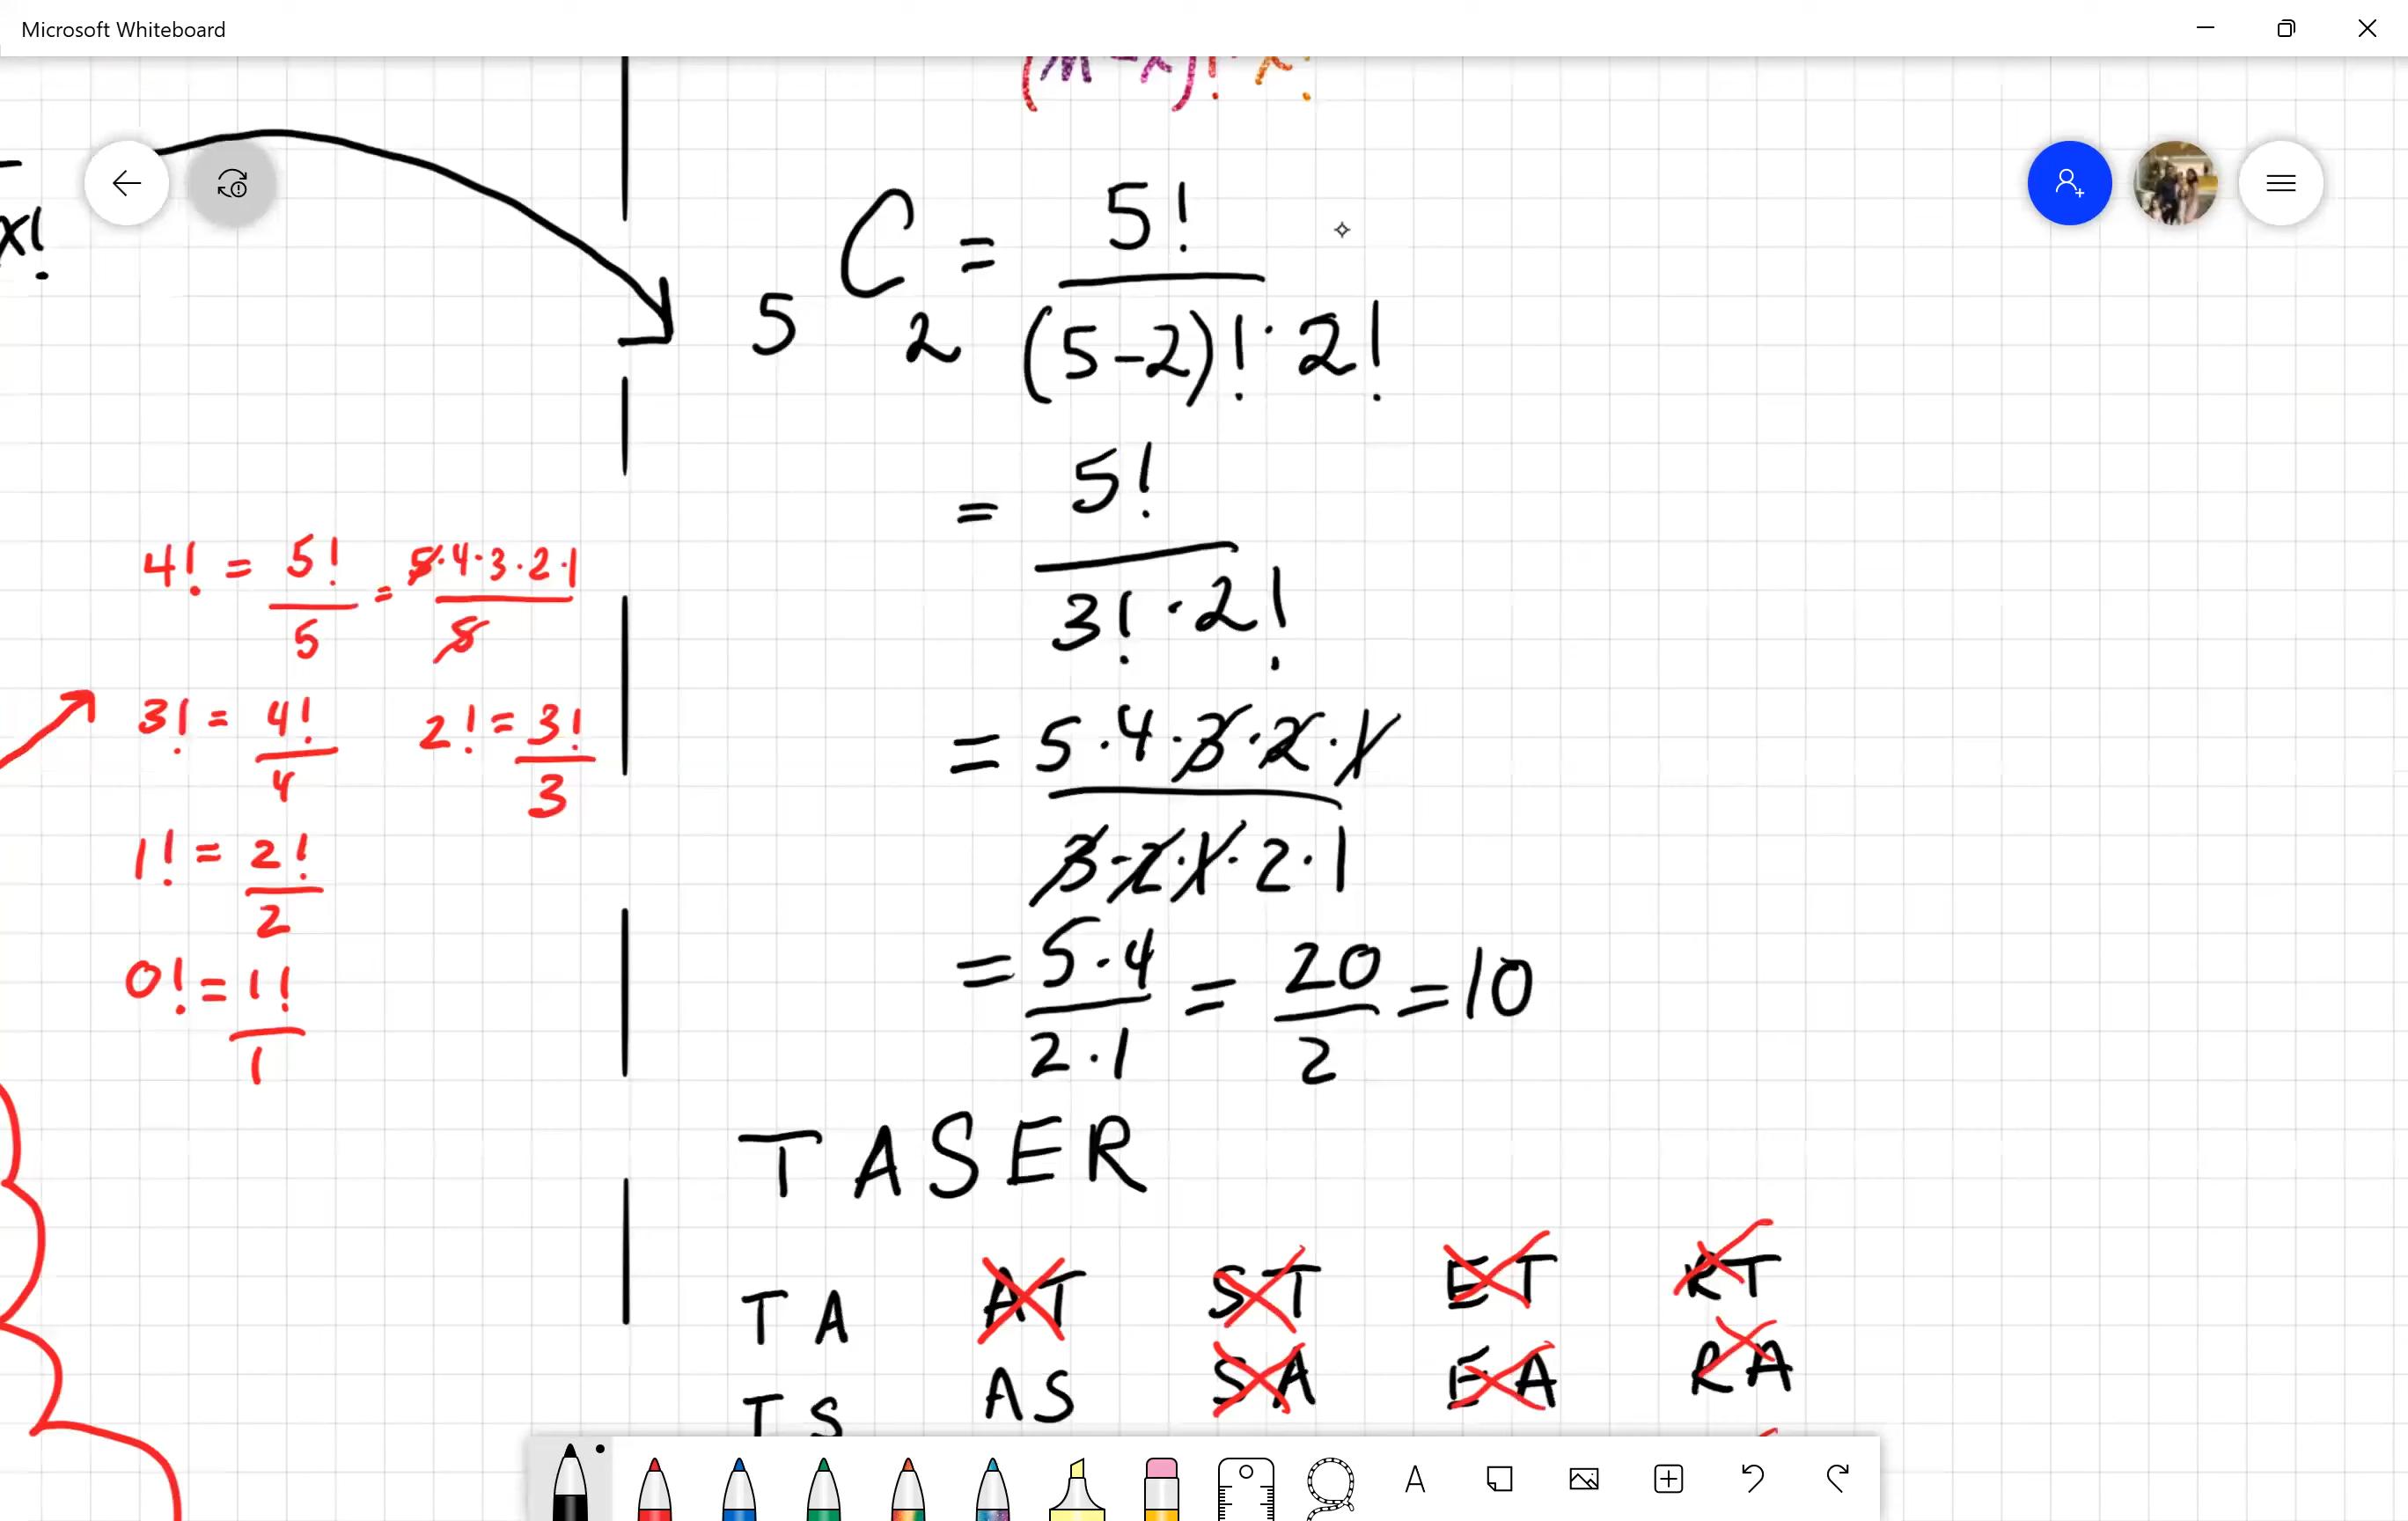 Microsoft Whiteboard
(n-x)! · x!
x!
5 C 2 = 5! / (5-2)! · 2!
= 5! / 3! · 2!
= 5·4·3·2·1 / 3·2·1·2·1
= 5·4 / 2·1 = 20 / 2 = 10
4! = 5! / 5 = 5·4·3·2·1 / 5
3! = 4! / 4   2! = 3! / 3
1! = 2! / 2
0! = 1! / 1
TASER
TA AT ST ET RT
TS AS SA EA RA
A